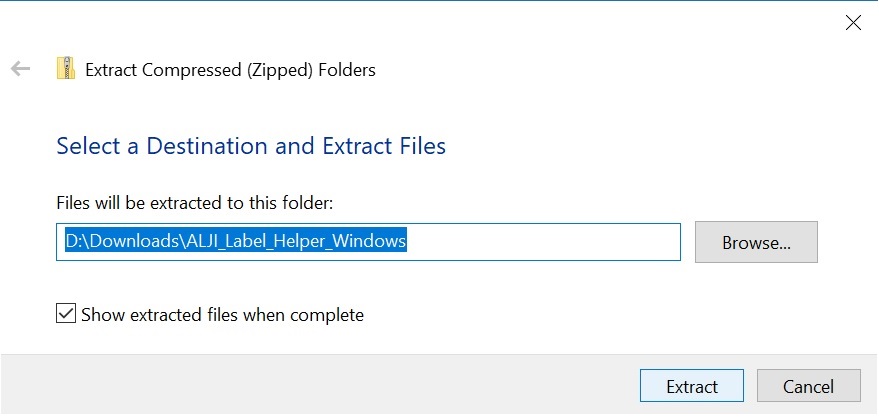 Extract Compressed (Zipped) Folders
Select a Destination and Extract Files
Files will be extracted to this folder:
D:\Downloads\ALJI_Label_Helper_Windows
Browse...
Show extracted files when complete
Extract
Cancel